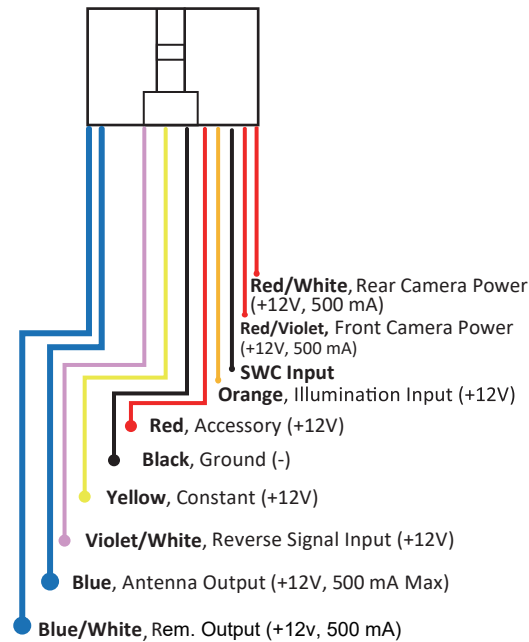 Red/White, Rear Camera Power
(+12V, 500 mA)
Red/Violet, Front Camera Power
(+12V, 500 mA)
SWC Input
Orange, Illumination Input (+12V)
Red, Accessory (+12V)
Black, Ground (-)
Yellow, Constant (+12V)
Violet/White, Reverse Signal Input (+12V)
Blue, Antenna Output (+12V, 500 mA Max)
Blue/White, Rem. Output (+12v, 500 mA)